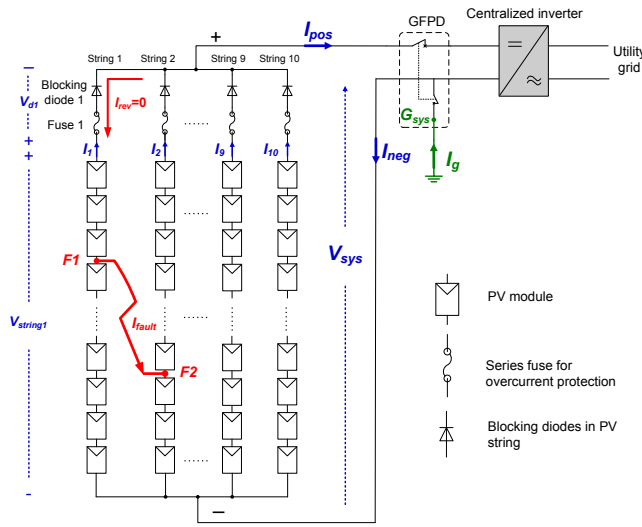 Centralized inverter
GFPD
+
I_pos
String 1
String 2
String 9
String 10
=
≈
Utility
grid
−
Blocking
diode 1
V_d1
I_rev=0
Fuse 1
......
G_sys
+
+
I_1
I_2
I_9
I_10
I_neg
I_g
......
F1
V_sys
PV module
V_string1
I_fault
......
Series fuse for
overcurrent protection
F2
Blocking diodes in PV
string
......
-
−